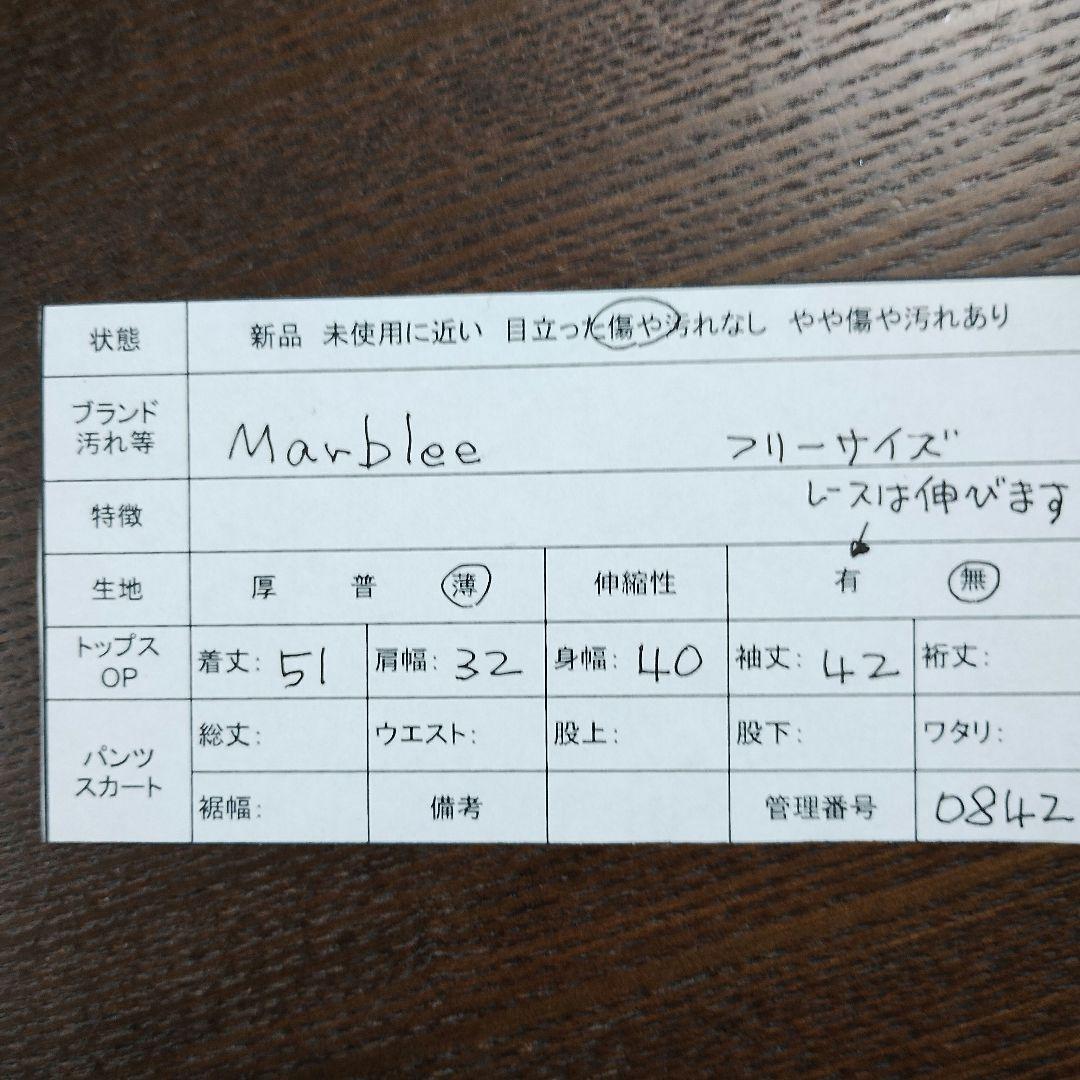 状態 新品 未使用に近い 目立った傷や汚れなし やや傷や汚れあり
ブランド
汚れ等 Marblee フリーサイズ
特徴 レースは伸びます
生地 厚 普 薄 伸縮性 有 無
トップス
OP 着丈: 51 肩幅: 32 身幅: 40 袖丈: 42 裄丈:
パンツ
スカート 総丈: ウエスト: 股上: 股下: ワタリ:
裾幅: 備考 管理番号 0842